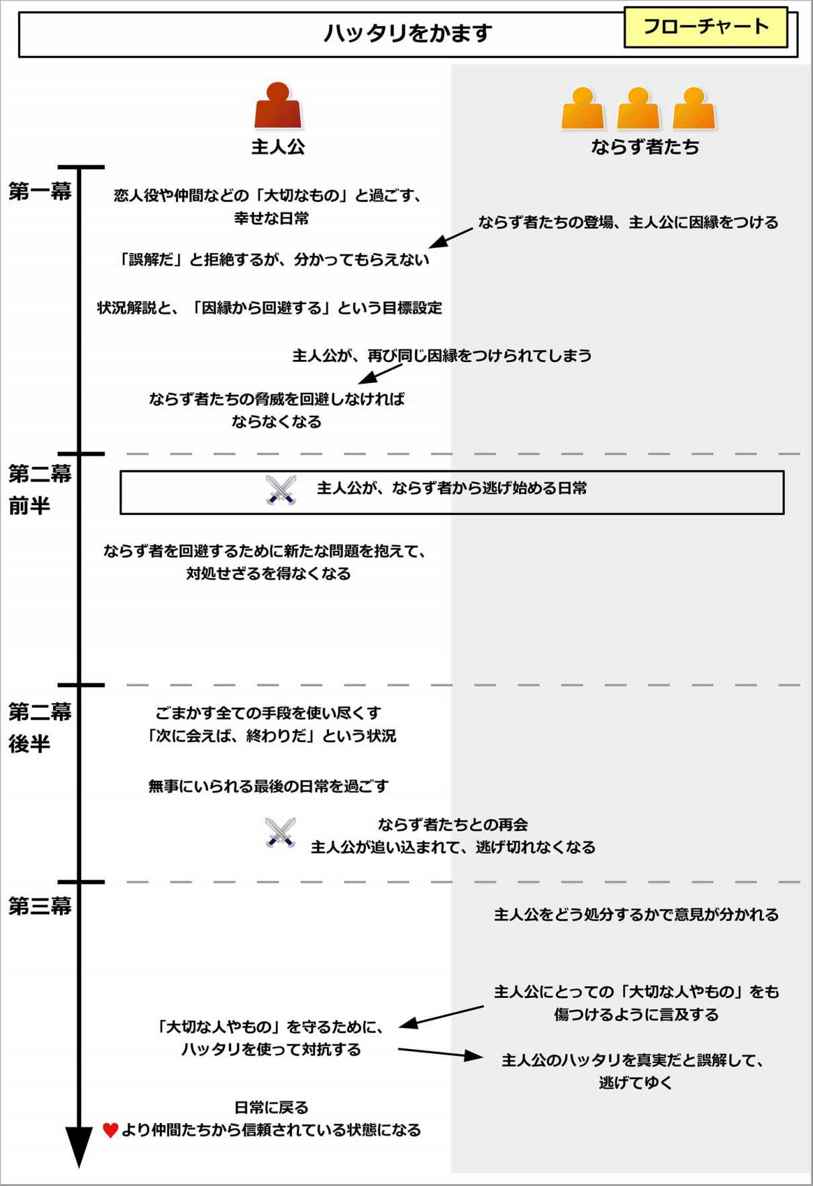 ハッタリをかます
フローチャート
主人公
ならず者たち
第一幕
恋人役や仲間などの「大切なもの」と過ごす、
幸せな日常
ならず者たちの登場、主人公に因縁をつける
「誤解だ」と拒絶するが、分かってもらえない
状況解説と、「因縁から回避する」という目標設定
主人公が、再び同じ因縁をつけられてしまう
ならず者たちの脅威を回避しなければ
ならなくなる
第二幕
前半
主人公が、ならず者から逃げ始める日常
ならず者を回避するために新たな問題を抱えて、
対処せざるを得なくなる
第二幕
後半
ごまかす全ての手段を使い尽くす
「次に会えば、終わりだ」という状況
無事にいられる最後の日常を過ごす
ならず者たちとの再会
主人公が追い込まれて、逃げ切れなくなる
第三幕
主人公をどう処分するかで意見が分かれる
主人公にとっての「大切な人やもの」をも
傷つけるように言及する
「大切な人やもの」を守るために、
ハッタリを使って対抗する
主人公のハッタリを真実だと誤解して、
逃げてゆく
日常に戻る
より仲間たちから信頼されている状態になる